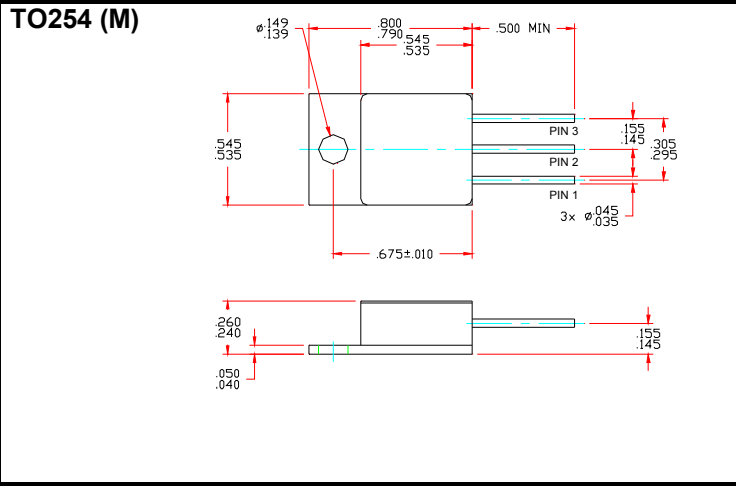 TO254 (M)
ø.149
.139
.800
.790
.500 MIN
.545
.535
.545
.535
PIN 3
PIN 2
PIN 1
.155
.145
.305
.295
3x ø.045
.035
.675±.010
.260
.240
.050
.040
.155
.145